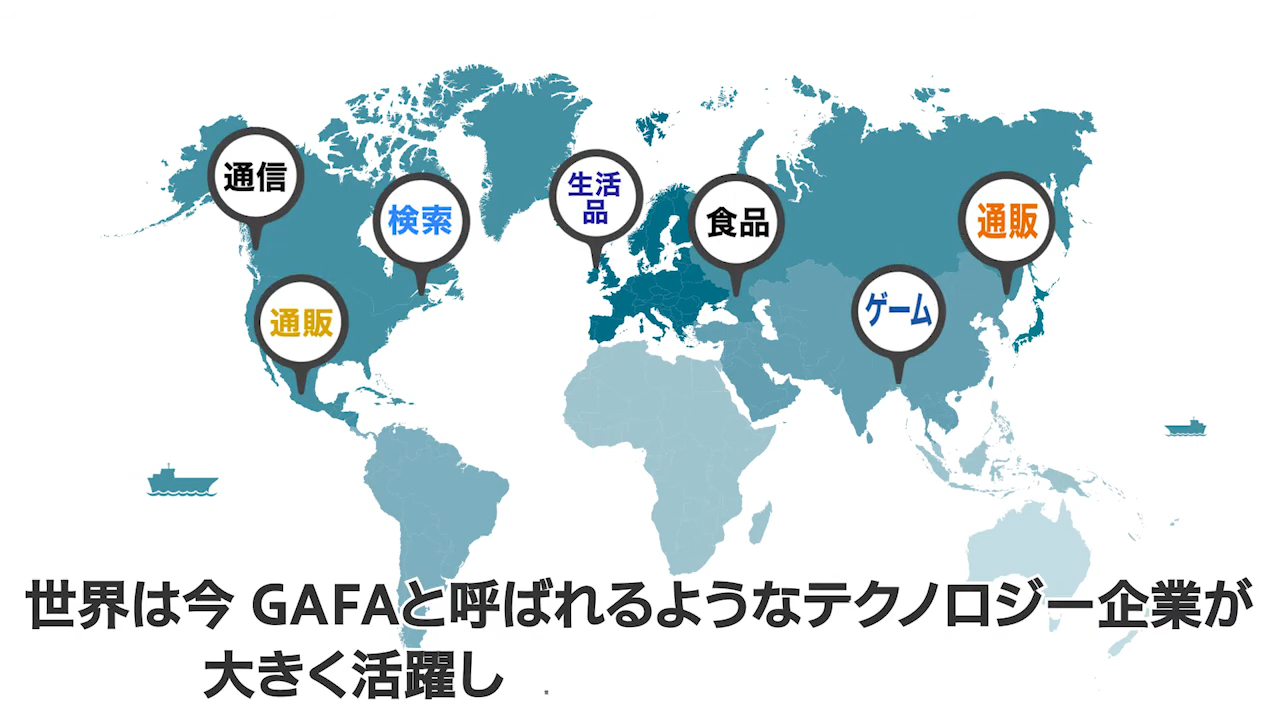 通信
検索
生活
品
食品
通販
通販
ゲーム
世界は今 GAFAと呼ばれるようなテクノロジー企業が
大きく活躍し